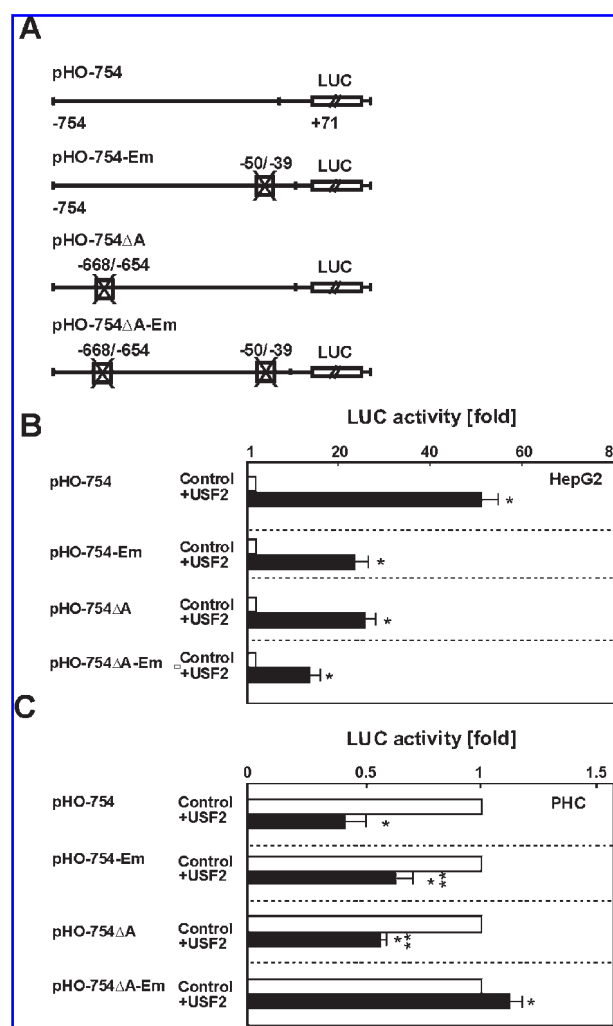 A
pHO-754
LUC
-754
+71
pHO-754-Em
-50/-39
LUC
-754
pHO-754ΔA
-668/-654
LUC
pHO-754ΔA-Em
-668/-654
-50/-39
LUC
B
LUC activity [fold]
1 20 40 60 8
pHO-754
Control
+USF2
*
HepG2
pHO-754-Em
Control
+USF2
*
pHO-754ΔA
Control
+USF2
*
pHO-754ΔA-Em
Control
+USF2
*
C
LUC activity [fold]
0 0.5 1 1.5
pHO-754
Control
+USF2
*
PHC
pHO-754-Em
Control
+USF2
* **
pHO-754ΔA
Control
+USF2
* **
pHO-754ΔA-Em
Control
+USF2
*